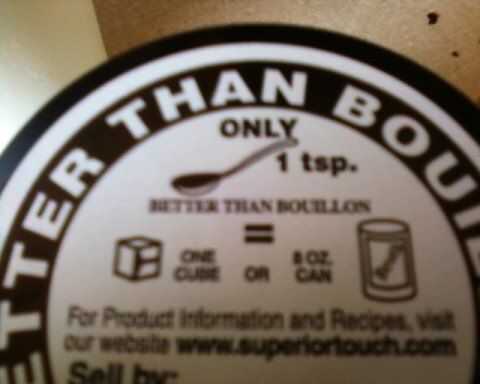 BETTER THAN BOUILLON
ONLY
1 tsp.
BETTER THAN BOUILLON
=
ONE CUBE OR 8 OZ. CAN
For Product Information and Recipes, visit
our website www.superiortouch.com
Sell by: